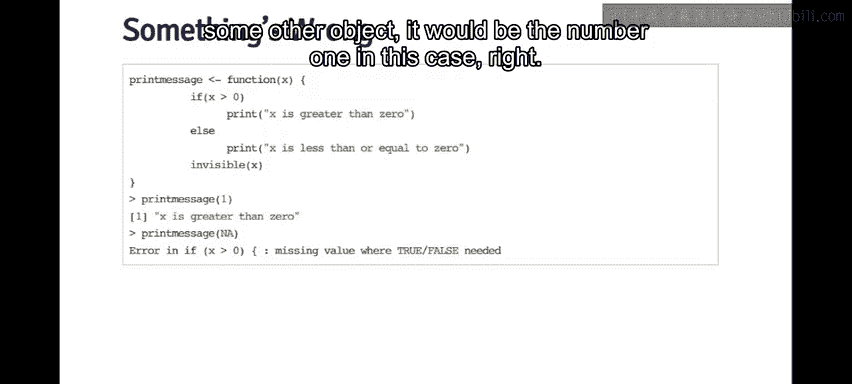 Something's Wrong
some other object, it would be the number
one in this case, right.
printmessage <- function(x) {
if(x > 0)
print("x is greater than zero")
else
print("x is less than or equal to zero")
invisible(x)
}
> printmessage(1)
[1] "x is greater than zero"
> printmessage(NA)
Error in if (x > 0) { : missing value where TRUE/FALSE needed